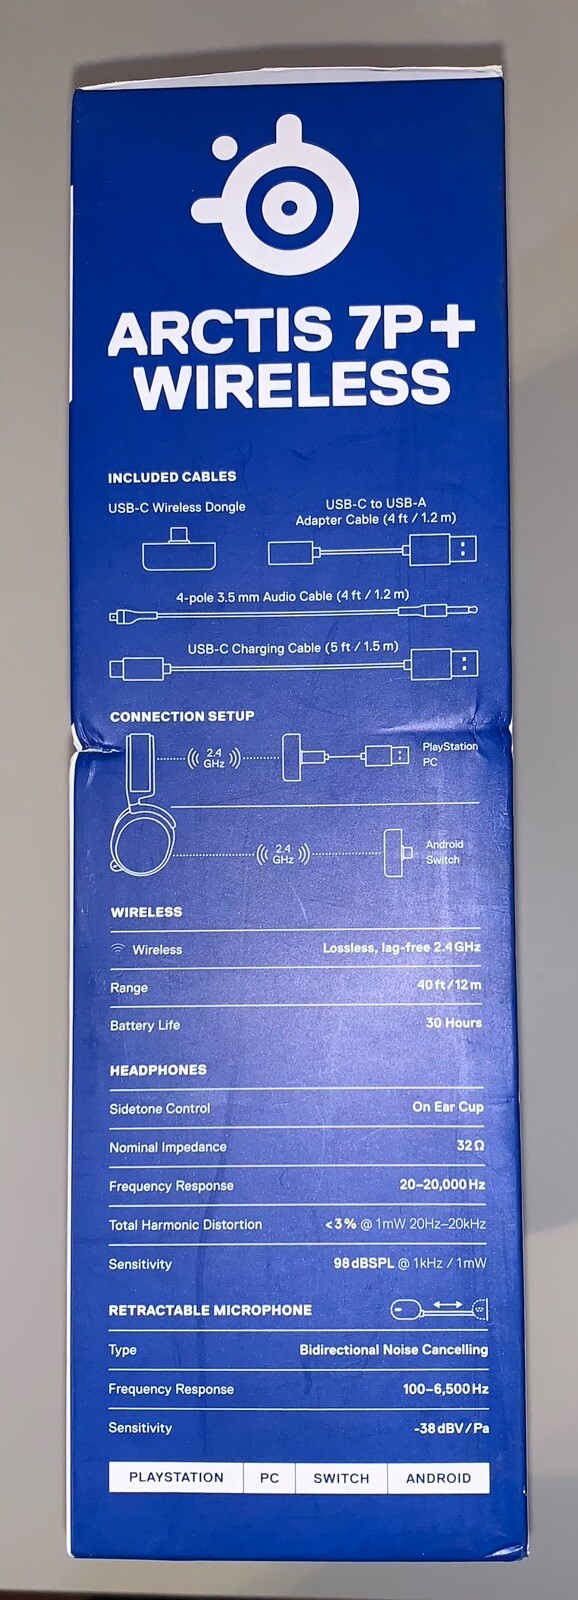 ARCTIS 7P+
WIRELESS
INCLUDED CABLES
USB-C Wireless Dongle
USB-C to USB-A
Adapter Cable (4 ft / 1.2 m)
4-pole 3.5 mm Audio Cable (4 ft / 1.2 m)
USB-C Charging Cable (5 ft / 1.5 m)
CONNECTION SETUP
2.4
GHz
PlayStation
PC
2.4
GHz
Android
Switch
WIRELESS
Wireless Lossless, lag-free 2.4 GHz
Range 40 ft / 12 m
Battery Life 30 Hours
HEADPHONES
Sidetone Control On Ear Cup
Nominal Impedance 32 Ω
Frequency Response 20–20,000 Hz
Total Harmonic Distortion <3% @ 1mW 20Hz–20kHz
Sensitivity 98 dBSPL @ 1kHz / 1mW
RETRACTABLE MICROPHONE
Type Bidirectional Noise Cancelling
Frequency Response 100–6,500 Hz
Sensitivity -38 dBV / Pa
PLAYSTATION PC SWITCH ANDROID